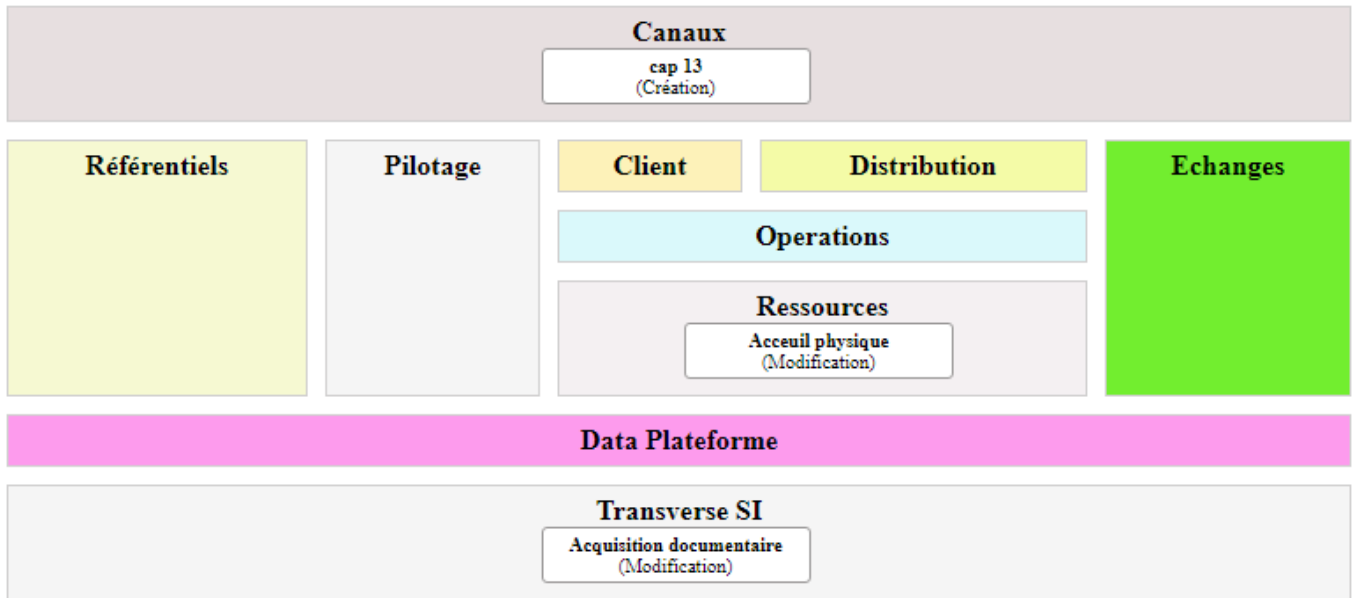 Canaux
cap 13
(Création)
Référentiels
Pilotage
Client
Distribution
Echanges
Operations
Ressources
Acceuil physique
(Modification)
Data Plateforme
Transverse SI
Acquisition documentaire
(Modification)